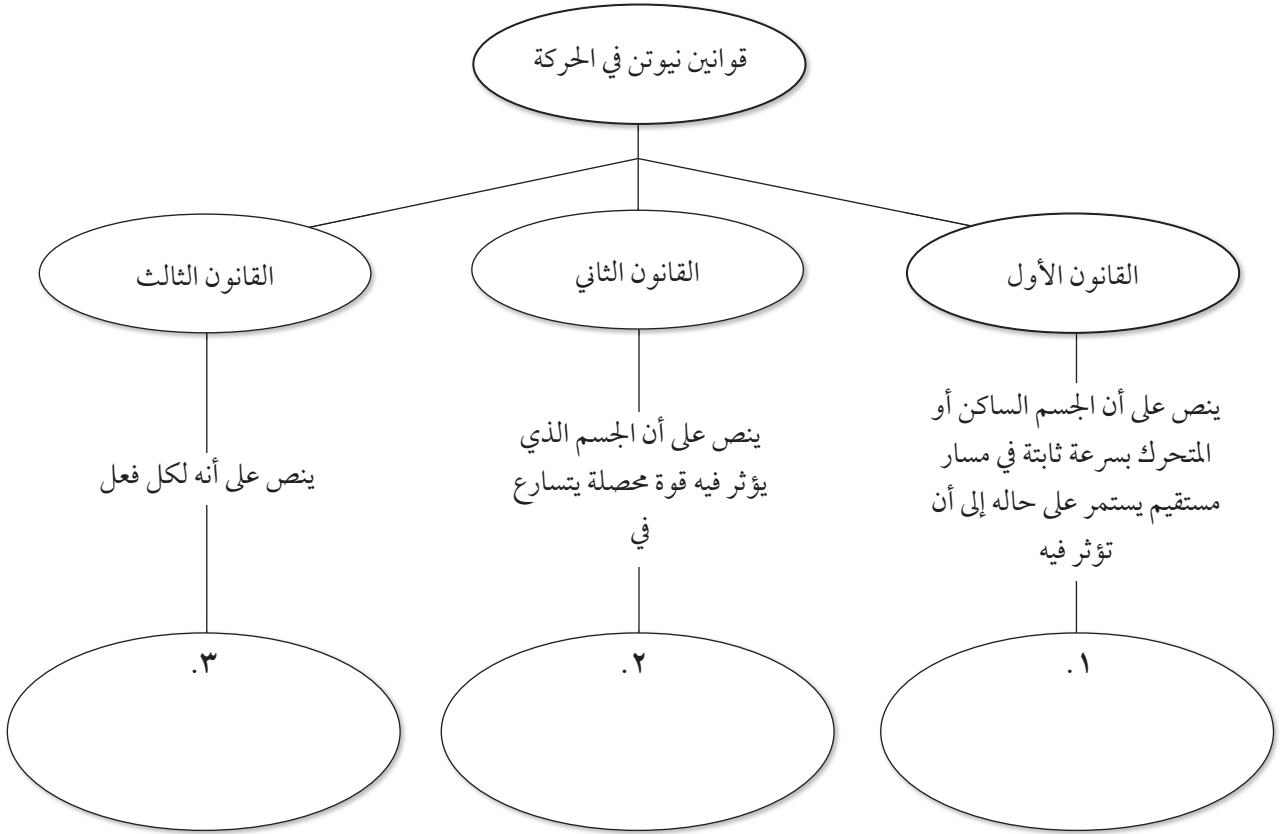 قوانين نيوتن في الحركة
القانون الأول
القانون الثاني
القانون الثالث
ينص على أن الجسم الساكن أو
المتحرك بسرعة ثابتة في مسار
مستقيم يستمر على حاله إلى أن
تؤثر فيه
ينص على أن الجسم الذي
يؤثر فيه قوة محصلة يتسارع
في
ينص على أنه لكل فعل
١.
٢.
٣.